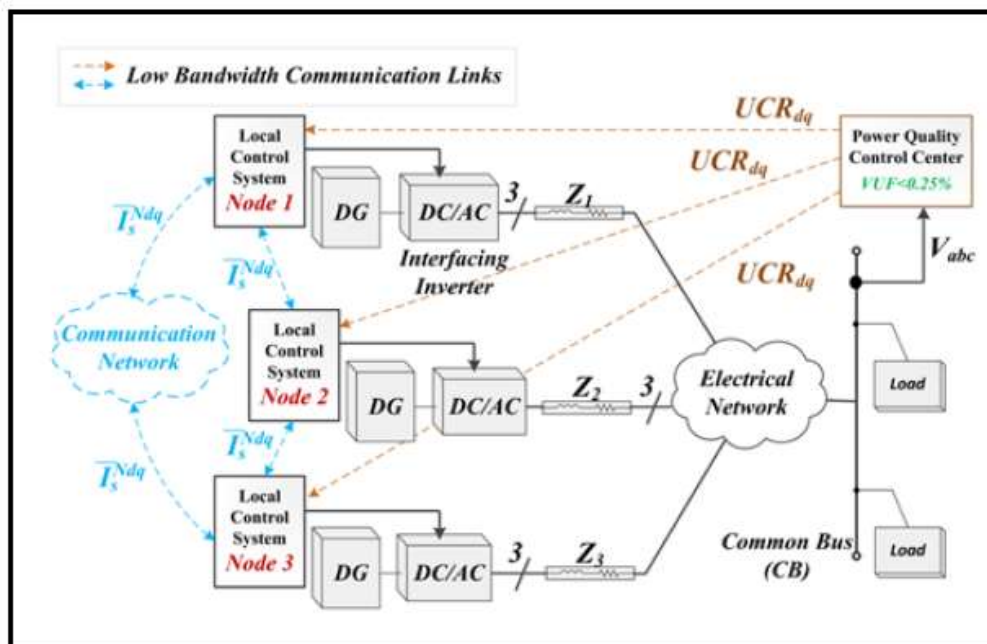 Low Bandwidth Communication Links
UCR_dq
Local
Control
System
Node 1
Power Quality
Control Center
VUF<0.25%
UCR_dq
DG
DC/AC
3
Z_1
I_s^Ndq
V_abc
Interfacing
Inverter
I_s^Ndq
UCR_dq
Communication
Network
Local
Control
System
Node 2
DG
DC/AC
Z_2
3
Electrical
Network
Load
I_s^Ndq
I_s^Ndq
Local
Control
System
Node 3
DG
DC/AC
3
Z_3
Common Bus
(CB)
Load